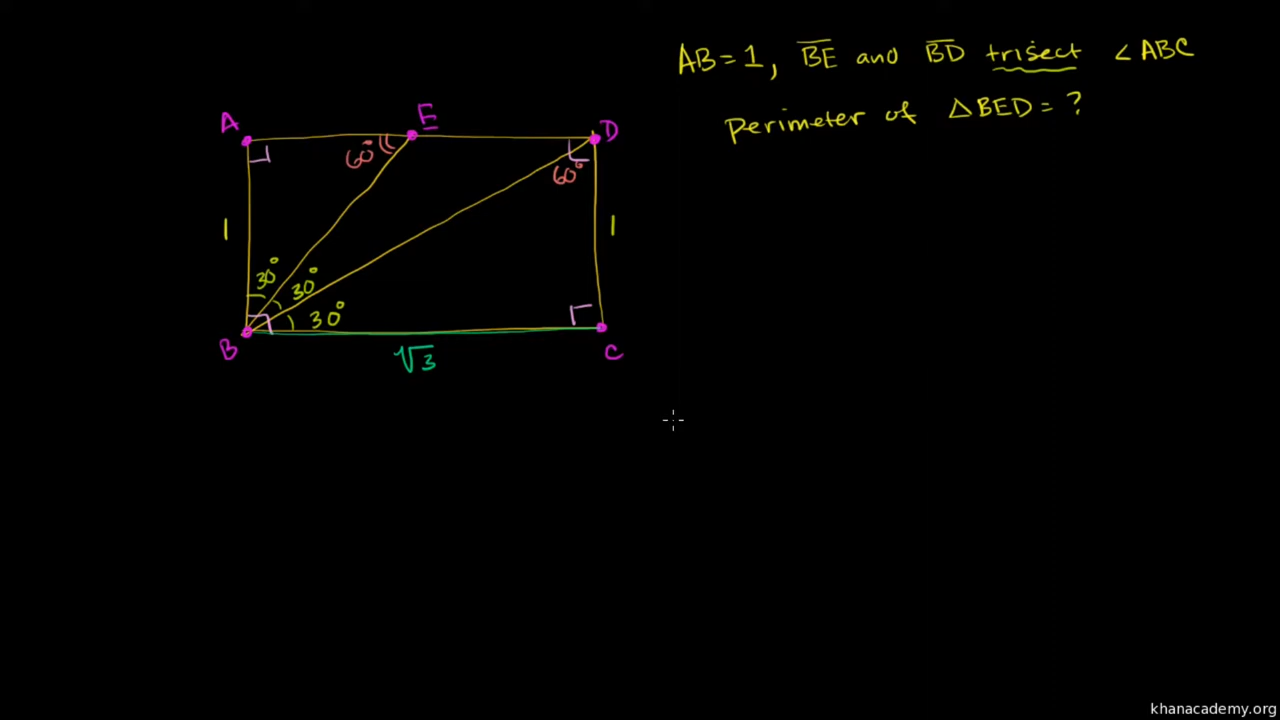 AB = 1, BE and BD trisect ∠ABC
Perimeter of △BED = ?
A E D
60° 60°
1 1
30° 30° 30°
B C
√3
khanacademy.org